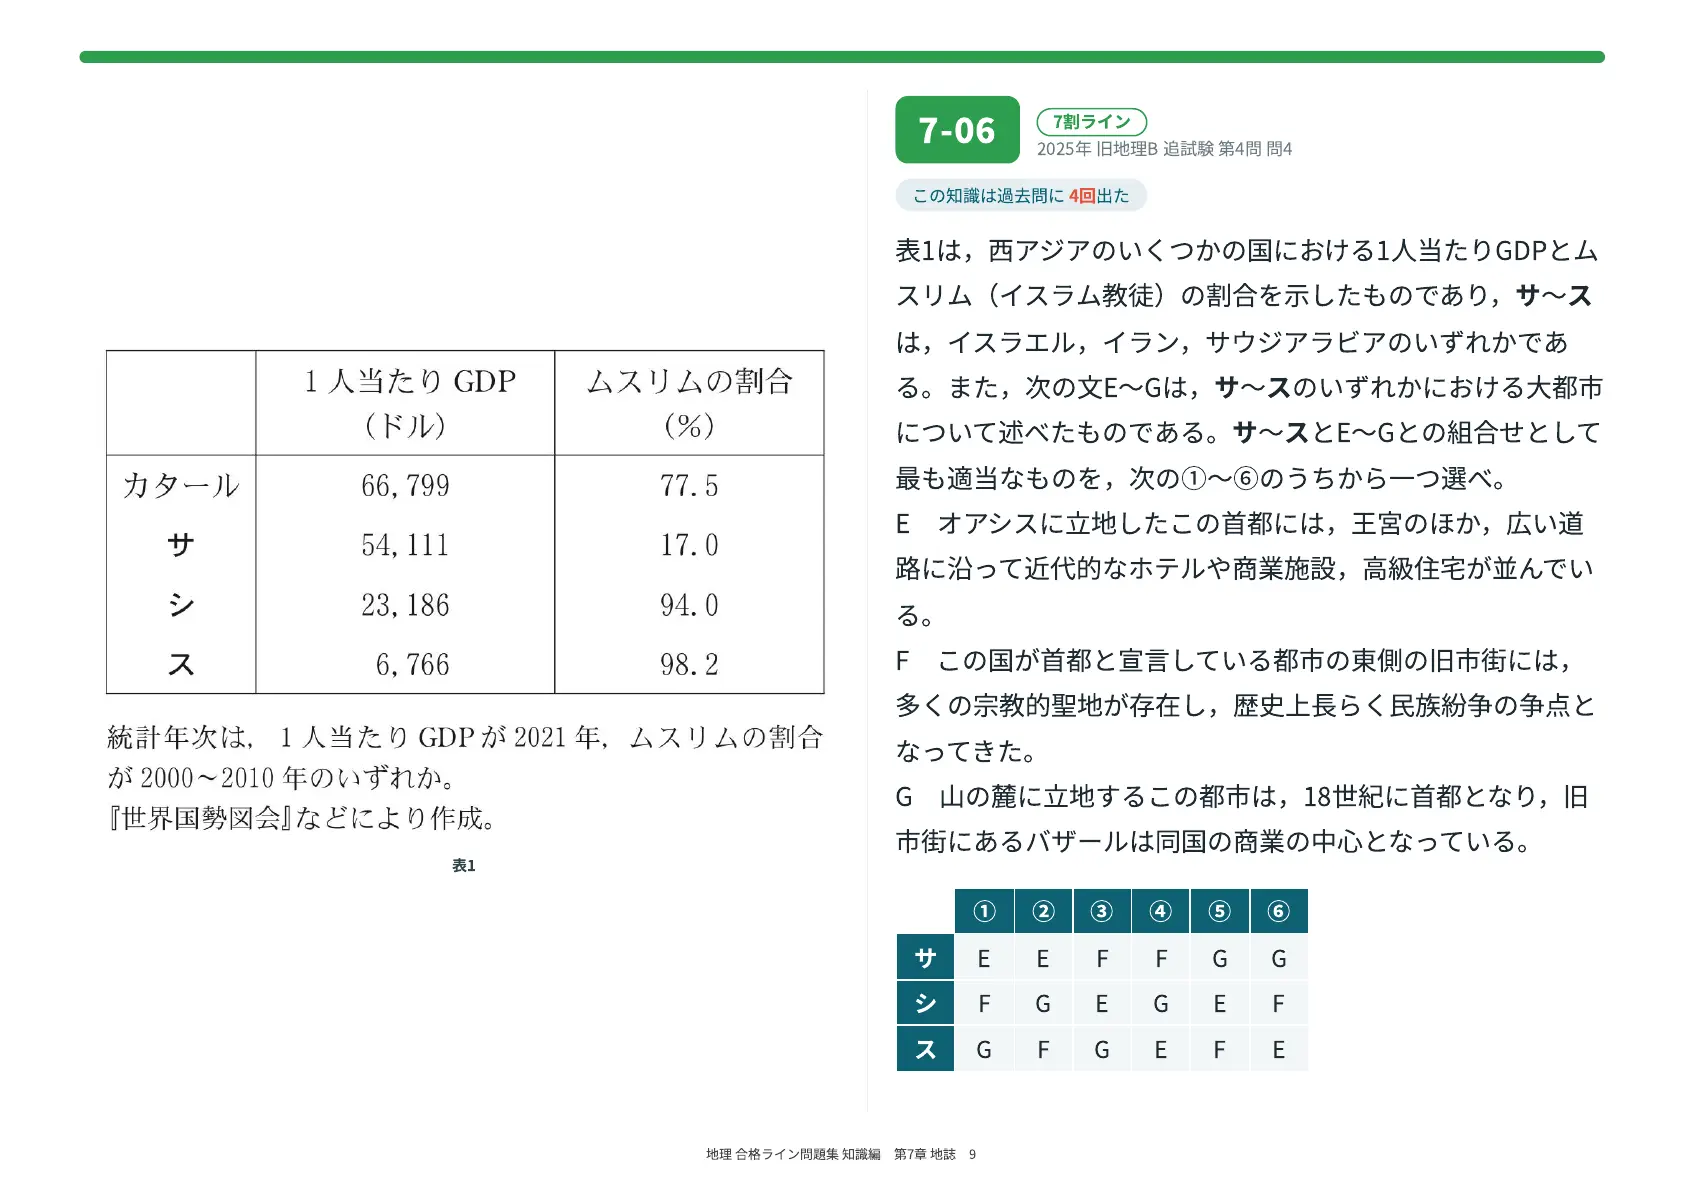 1 人当たり GDP
（ドル）
ムスリムの割合
（％）
カタール 66,799 77.5
サ 54,111 17.0
シ 23,186 94.0
ス 6,766 98.2
統計年次は，1 人当たり GDP が 2021 年，ムスリムの割合
が 2000～2010 年のいずれか。
『世界国勢図会』などにより作成。
表1
7-06
7割ライン
2025年 旧地理B 追試験 第4問 問4
この知識は過去問に 4回出た
表1は，西アジアのいくつかの国における1人当たりGDPとム
スリム（イスラム教徒）の割合を示したものであり，サ～ス
は，イスラエル，イラン，サウジアラビアのいずれかであ
る。また，次の文E～Gは，サ～スのいずれかにおける大都市
について述べたものである。サ～スとE～Gとの組合せとして
最も適当なものを，次の①～⑥のうちから一つ選べ。
E　オアシスに立地したこの首都には，王宮のほか，広い道
路に沿って近代的なホテルや商業施設，高級住宅が並んでい
る。
F　この国が首都と宣言している都市の東側の旧市街には，
多くの宗教的聖地が存在し，歴史上長らく民族紛争の争点と
なってきた。
G　山の麓に立地するこの都市は，18世紀に首都となり，旧
市街にあるバザールは同国の商業の中心となっている。
① ② ③ ④ ⑤ ⑥
サ E E F F G G
シ F G E G E F
ス G F G E F E
地理 合格ライン問題集 知識編　第7章 地誌　9